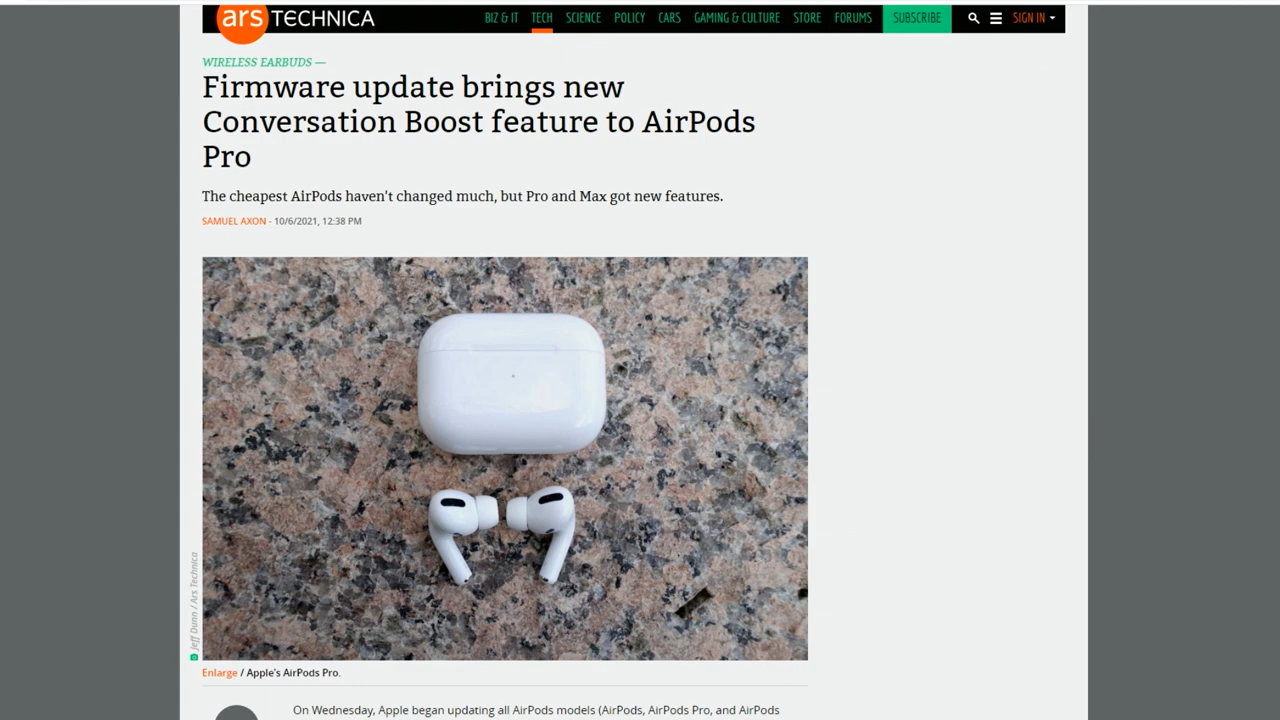 ars TECHNICA
BIZ & IT TECH SCIENCE POLICY CARS GAMING & CULTURE STORE FORUMS SUBSCRIBE SIGN IN
WIRELESS EARBUDS —
Firmware update brings new
Conversation Boost feature to AirPods
Pro
The cheapest AirPods haven't changed much, but Pro and Max got new features.
SAMUEL AXON - 10/6/2021, 12:38 PM
Jeff Dunn / Ars Technica
Enlarge / Apple's AirPods Pro.
On Wednesday, Apple began updating all AirPods models (AirPods, AirPods Pro, and AirPods